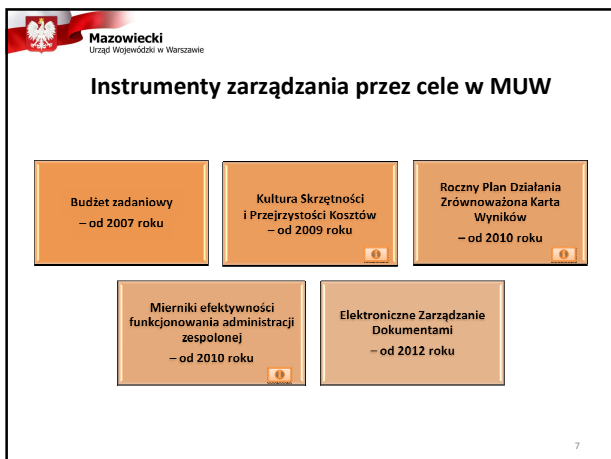 Mazowiecki
Urząd Wojewódzki w Warszawie
Instrumenty zarządzania przez cele w MUW
Budżet zadaniowy
– od 2007 roku
Kultura Skrzętności
i Przejrzystości Kosztów
– od 2009 roku
Roczny Plan Działania
Zrównoważona Karta
Wyników
– od 2010 roku
Mierniki efektywności
funkcjonowania administracji
zespolonej
– od 2010 roku
Elektroniczne Zarządzanie
Dokumentami
– od 2012 roku
7